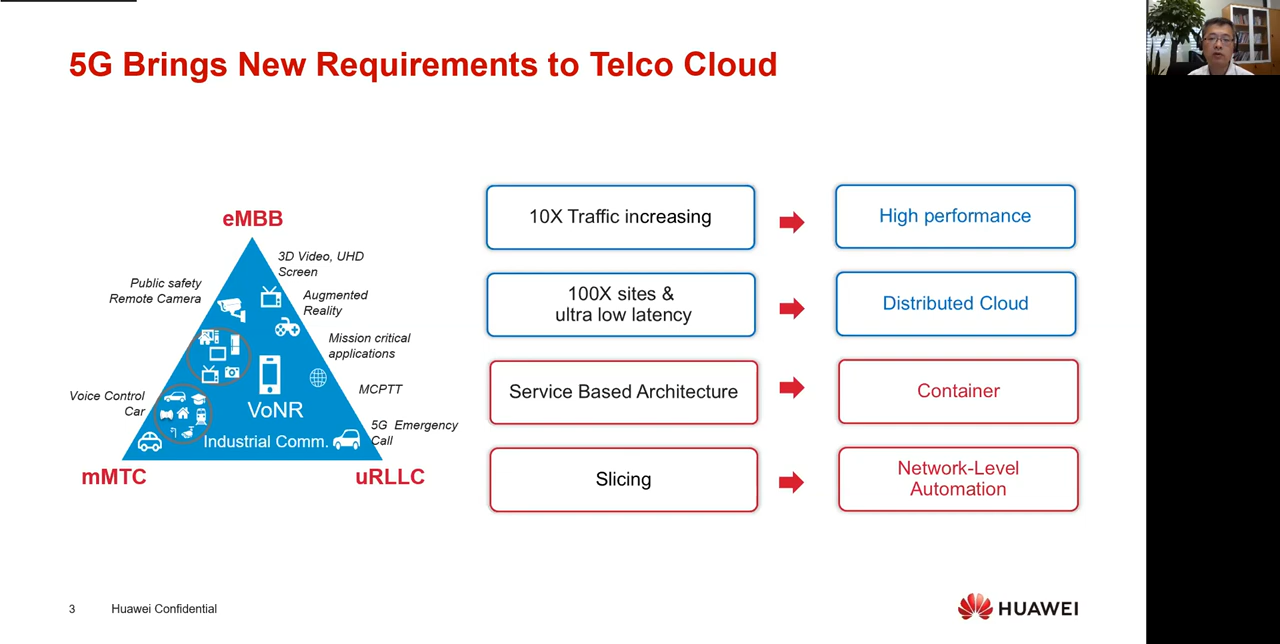 5G Brings New Requirements to Telco Cloud
eMBB
3D Video, UHD
Screen
Public safety
Remote Camera
Augmented
Reality
Mission critical
applications
MCPTT
Voice Control
Car
VoNR
5G Emergency
Call
Industrial Comm.
mMTC
uRLLC
10X Traffic increasing
High performance
100X sites &
ultra low latency
Distributed Cloud
Service Based Architecture
Container
Slicing
Network-Level
Automation
3
Huawei Confidential
HUAWEI